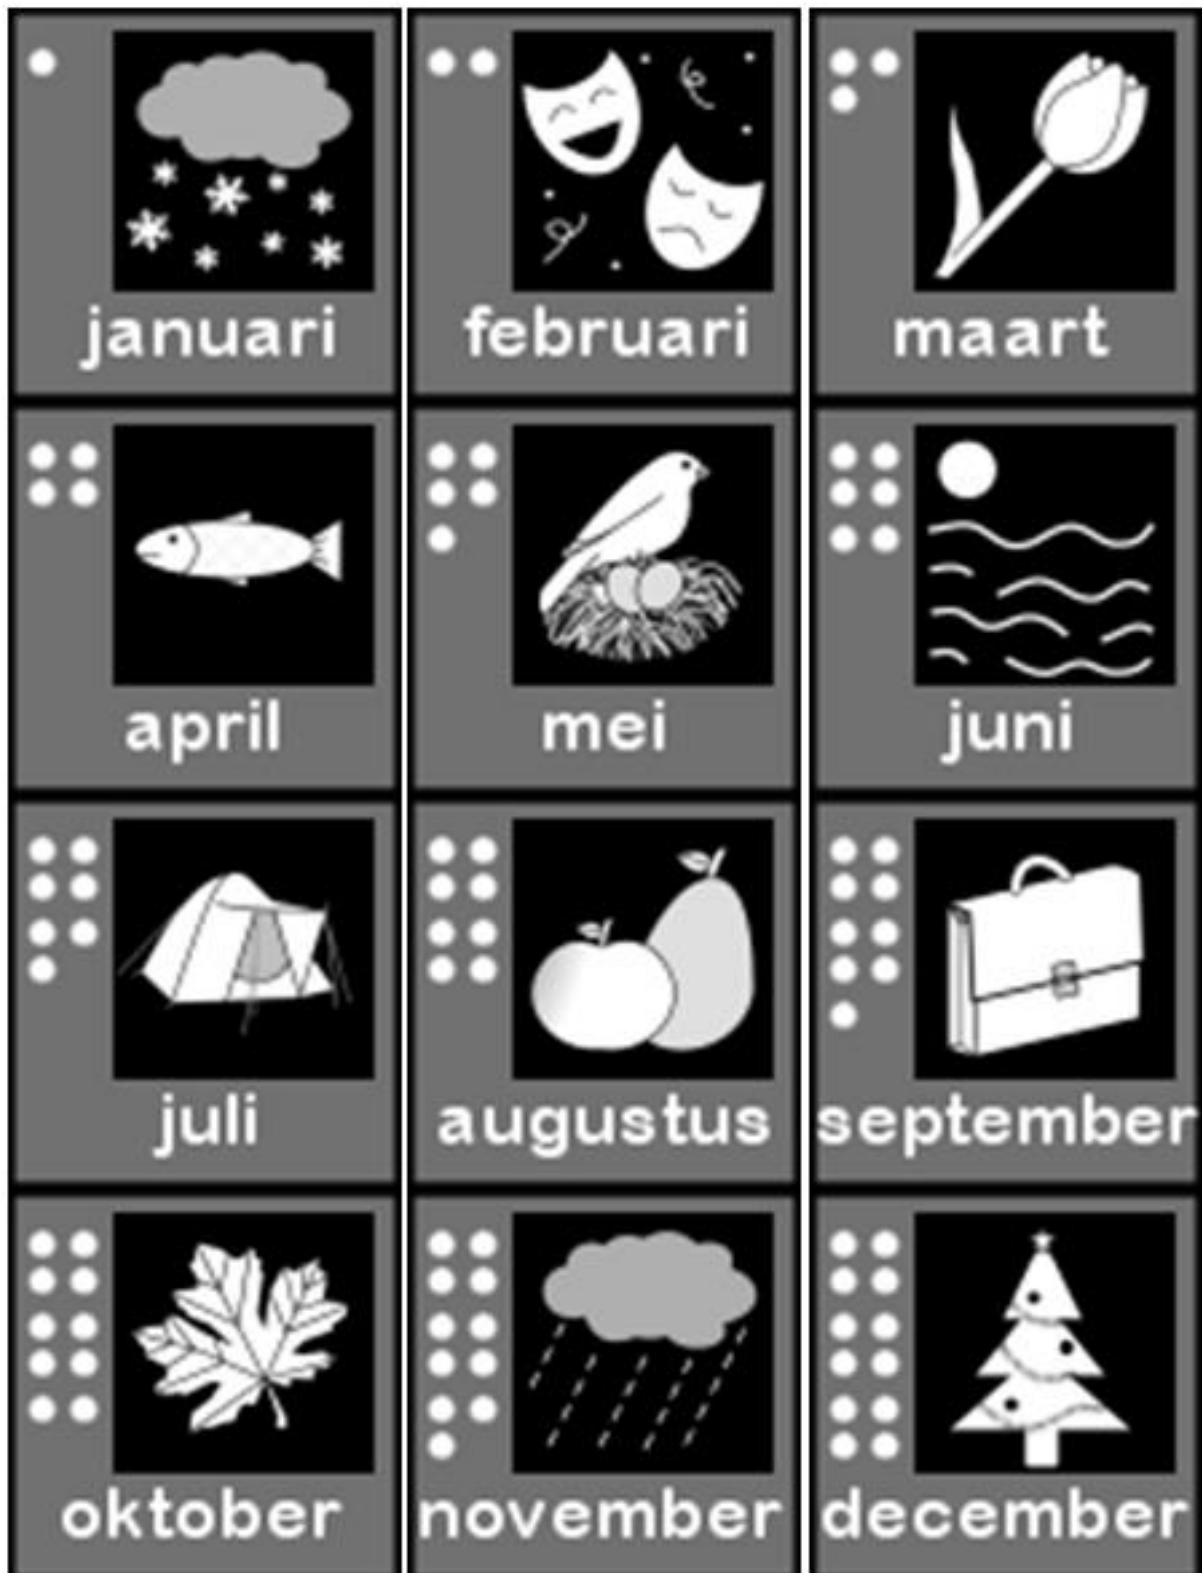 januari
februari
maart
april
mei
juni
juli
augustus
september
oktober
november
december